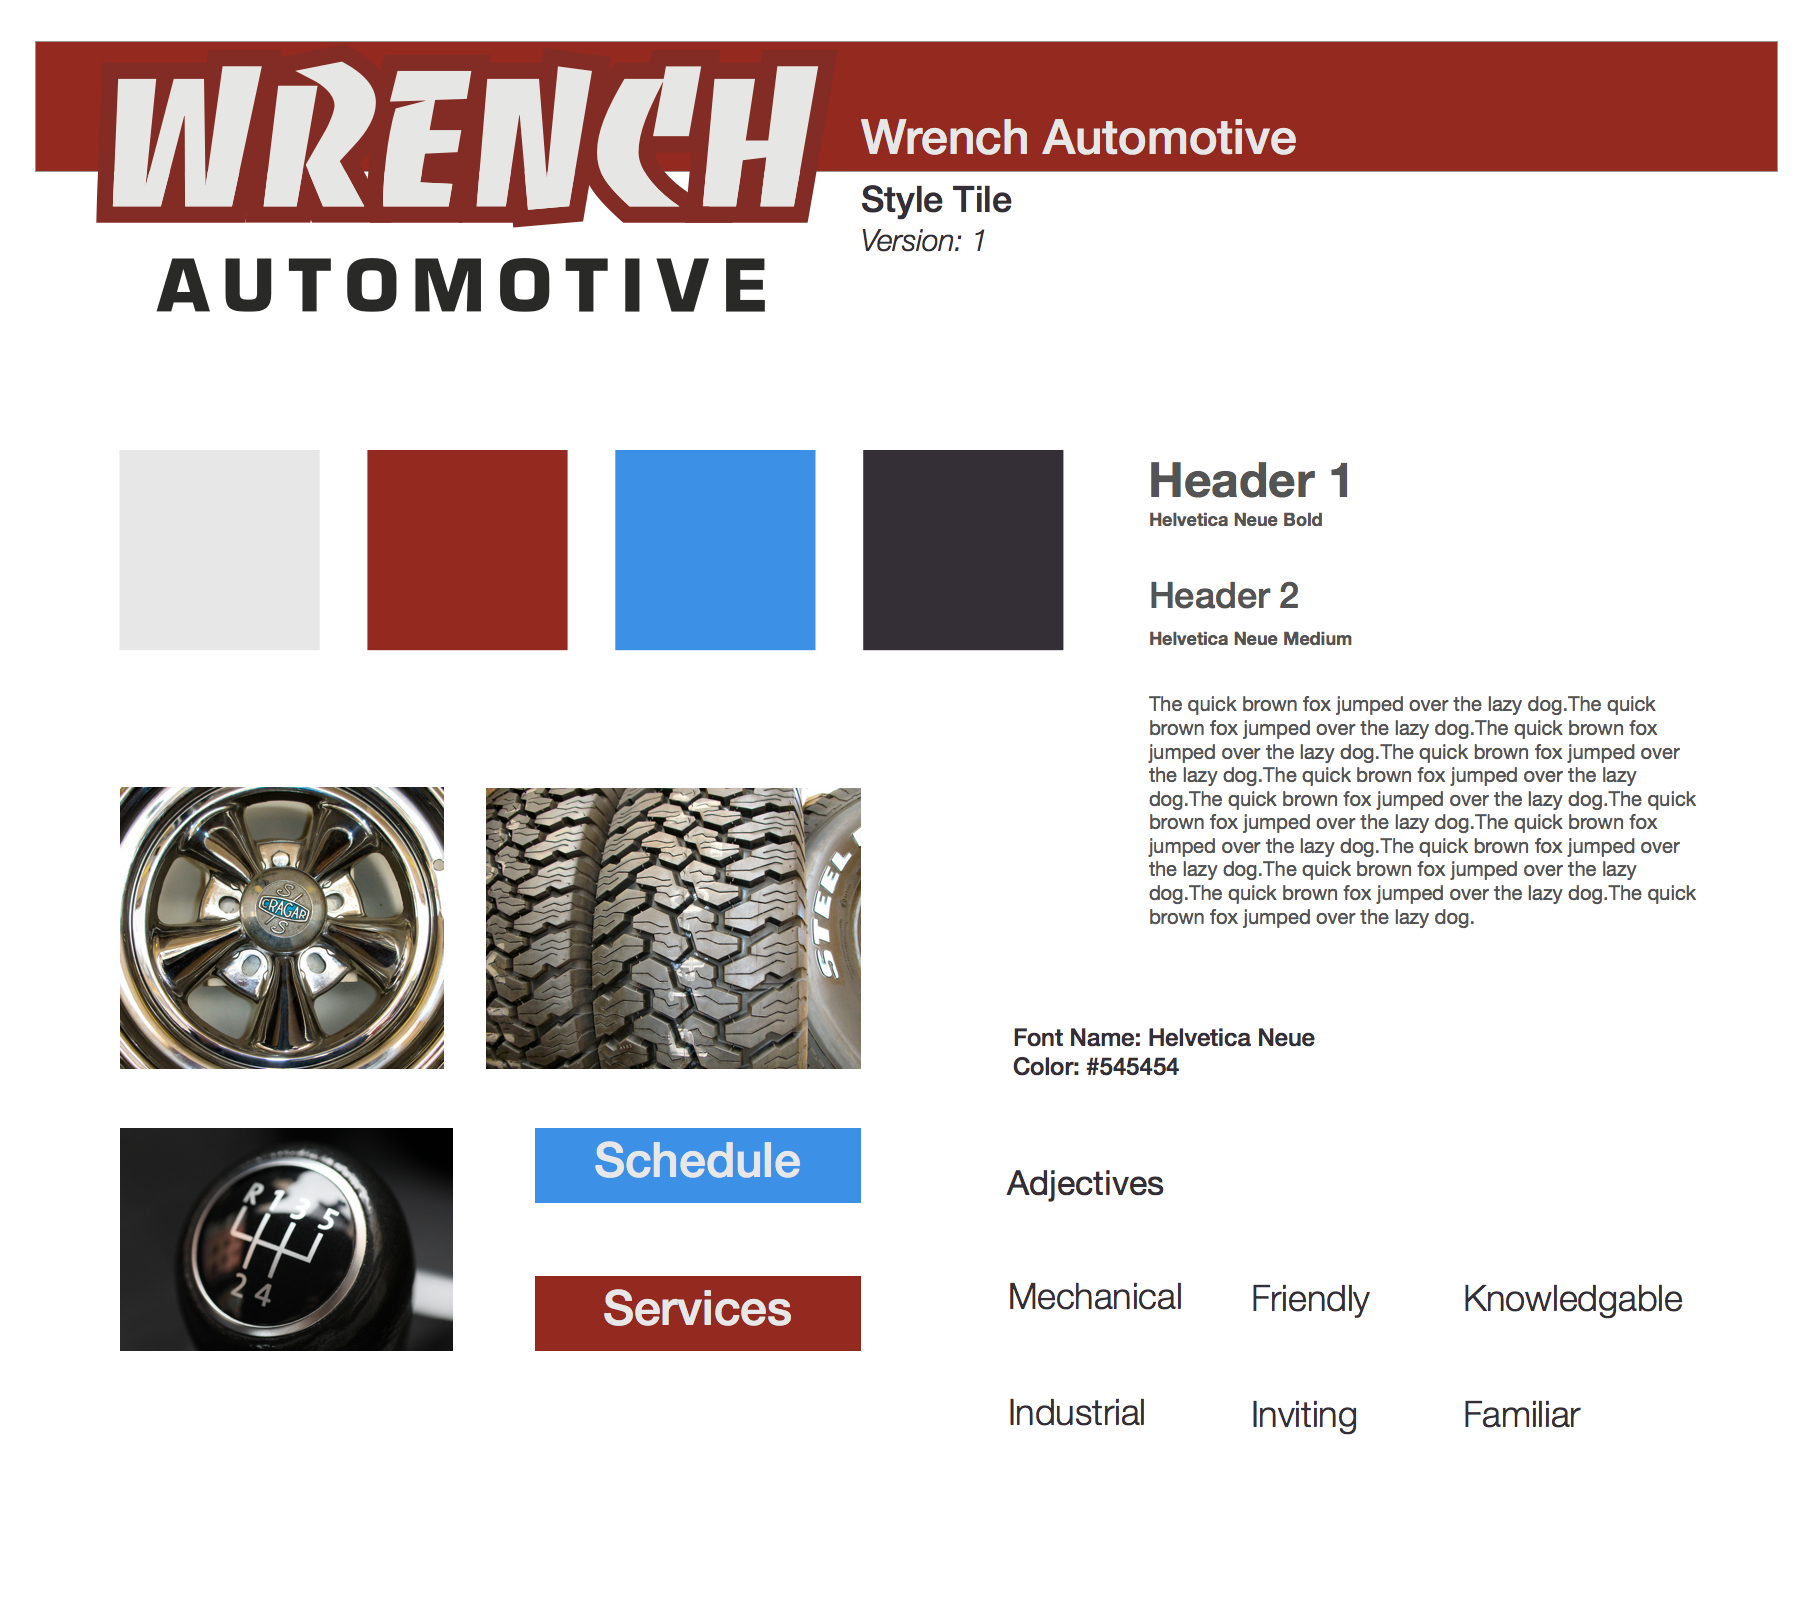 WRENCH
AUTOMOTIVE
Wrench Automotive
Style Tile
Version: 1
Header 1
Helvetica Neue Bold
Header 2
Helvetica Neue Medium
The quick brown fox jumped over the lazy dog.The quick
brown fox jumped over the lazy dog.The quick brown fox
jumped over the lazy dog.The quick brown fox jumped over
the lazy dog.The quick brown fox jumped over the lazy
dog.The quick brown fox jumped over the lazy dog.The quick
brown fox jumped over the lazy dog.The quick brown fox
jumped over the lazy dog.The quick brown fox jumped over
the lazy dog.The quick brown fox jumped over the lazy
dog.The quick brown fox jumped over the lazy dog.The quick
brown fox jumped over the lazy dog.
S/S
CRAGAR
STEEL
Font Name: Helvetica Neue
Color: #545454
R 1 3 5
2 4
Schedule
Services
Adjectives
Mechanical Friendly Knowledgable
Industrial Inviting Familiar